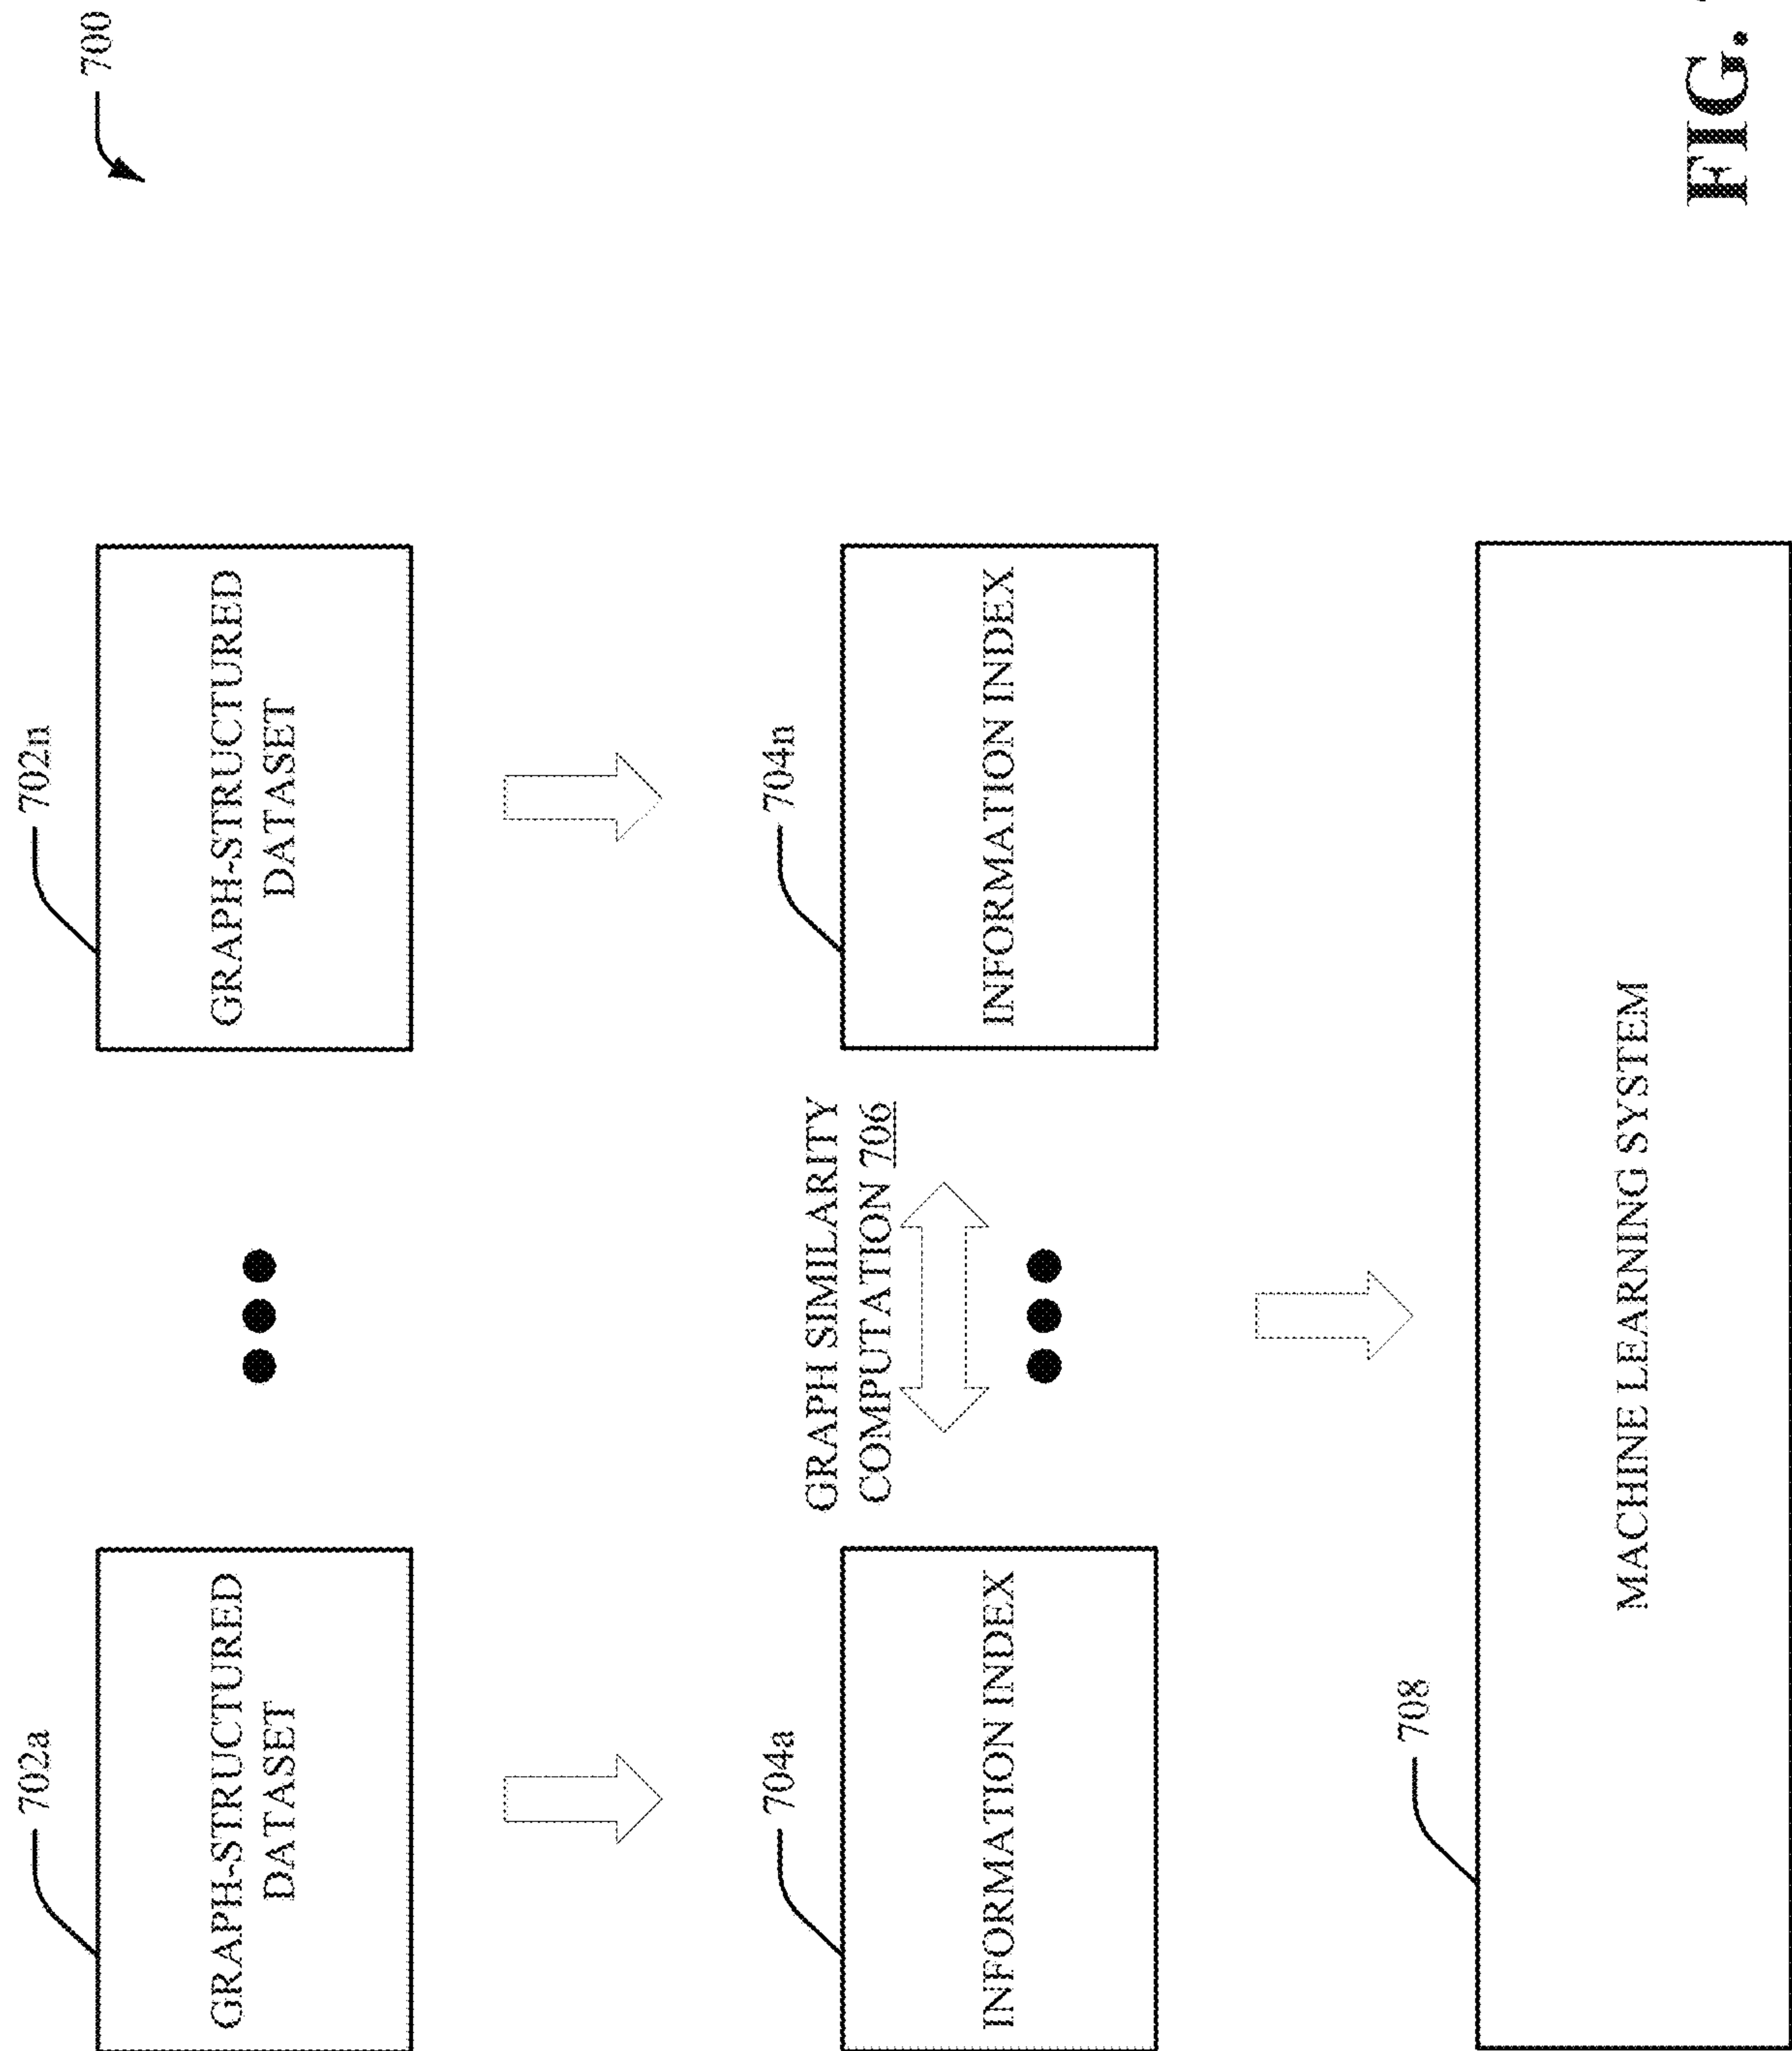 700
702a
702n
GRAPH-STRUCTURED
DATASET
GRAPH-STRUCTURED
DATASET
704a
GRAPH SIMILARITY
COMPUTATION 706
704n
INFORMATION INDEX
INFORMATION INDEX
708
MACHINE LEARNING SYSTEM
FIG.